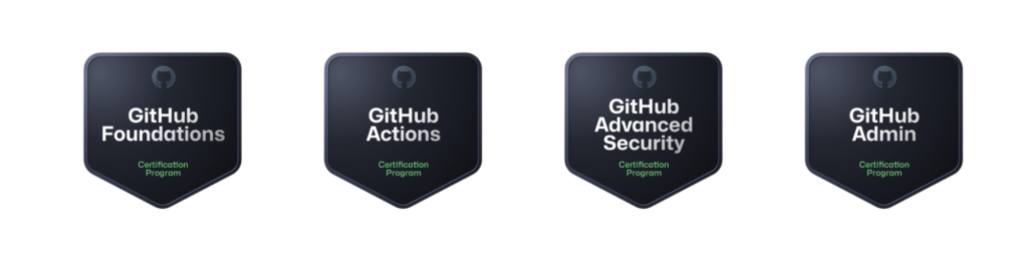 GitHub
Foundations
Certification
Program
GitHub
Actions
Certification
Program
GitHub
Advanced
Security
Certification
Program
GitHub
Admin
Certification
Program